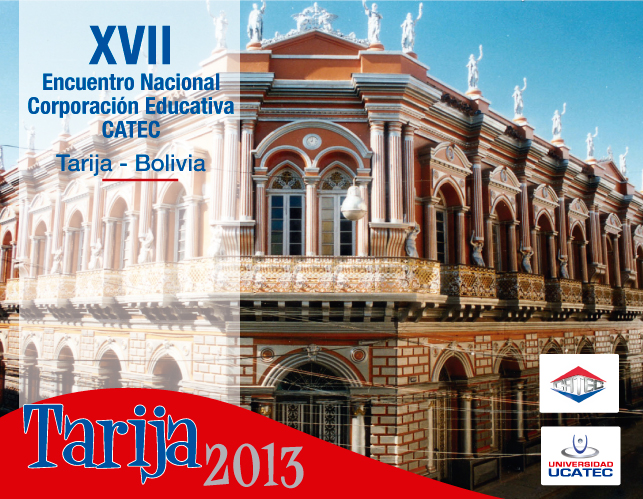 XVII
Encuentro Nacional
Corporación Educativa
CATEC
Tarija - Bolivia
Tarija 2013
CATEC
UNIVERSIDAD
UCATEC